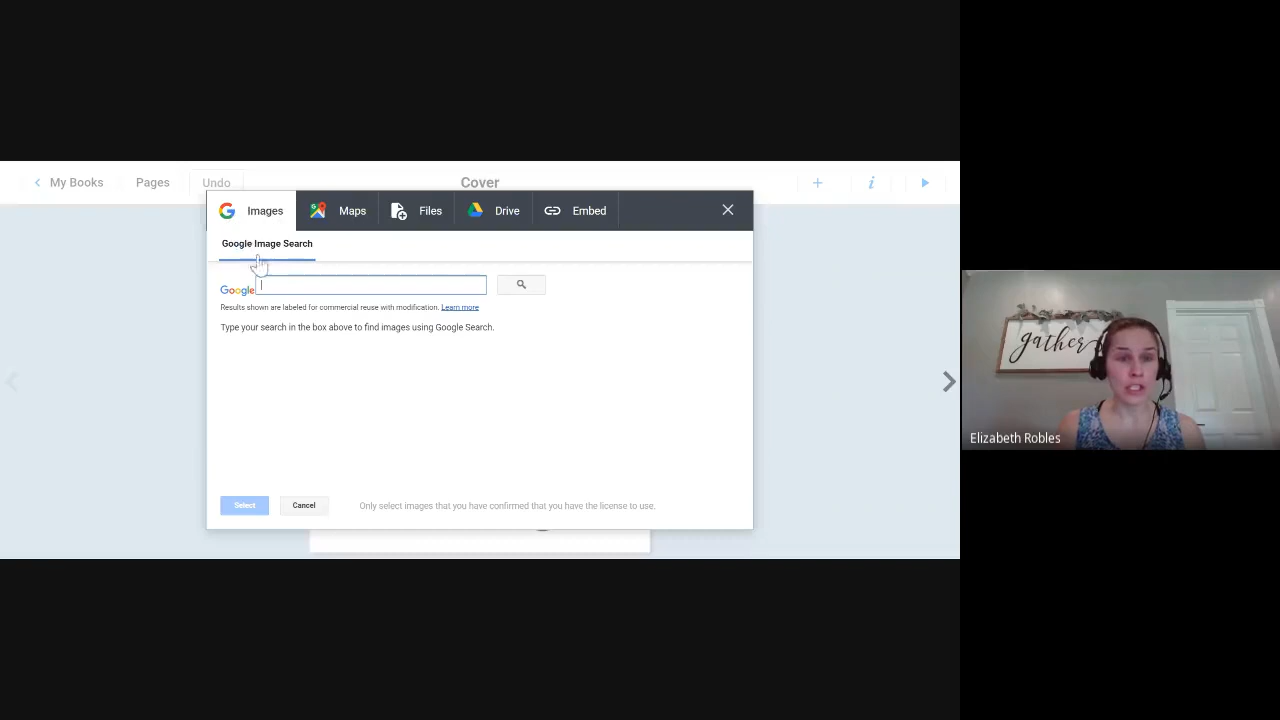 My Books Pages Undo Cover
Images Maps Files Drive Embed
Google Image Search
Google
Results shown are labeled for commercial reuse with modification. Learn more
Type your search in the box above to find images using Google Search.
Select Cancel Only select images that you have confirmed that you have the license to use.
gather
Elizabeth Robles